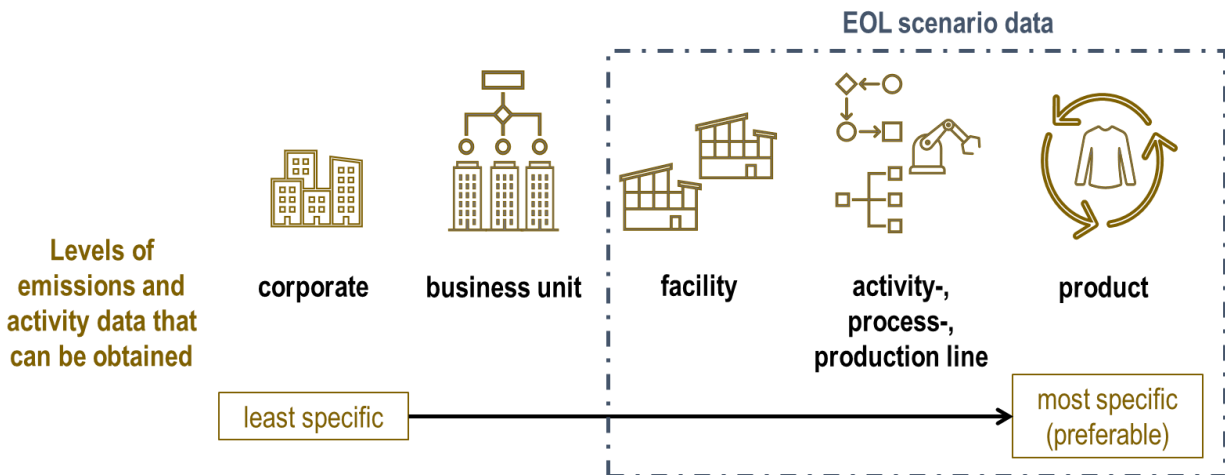 EOL scenario data
Levels of
emissions and
activity data that
can be obtained
corporate
business unit
facility
activity-,
process-,
production line
product
least specific
most specific
(preferable)